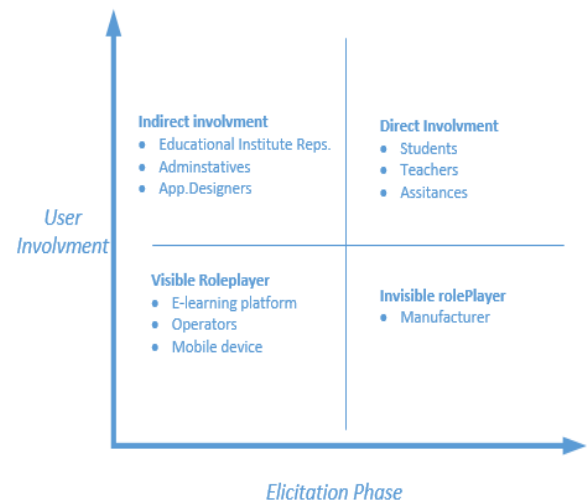 Indirect involvment
• Educational Institute Reps.
• Adminstatives
• App.Designers
Direct Involvment
• Students
• Teachers
• Assitances
User
Involvment
Visible Roleplayer
• E-learning platform
• Operators
• Mobile device
Invisible rolePlayer
• Manufacturer
Elicitation Phase